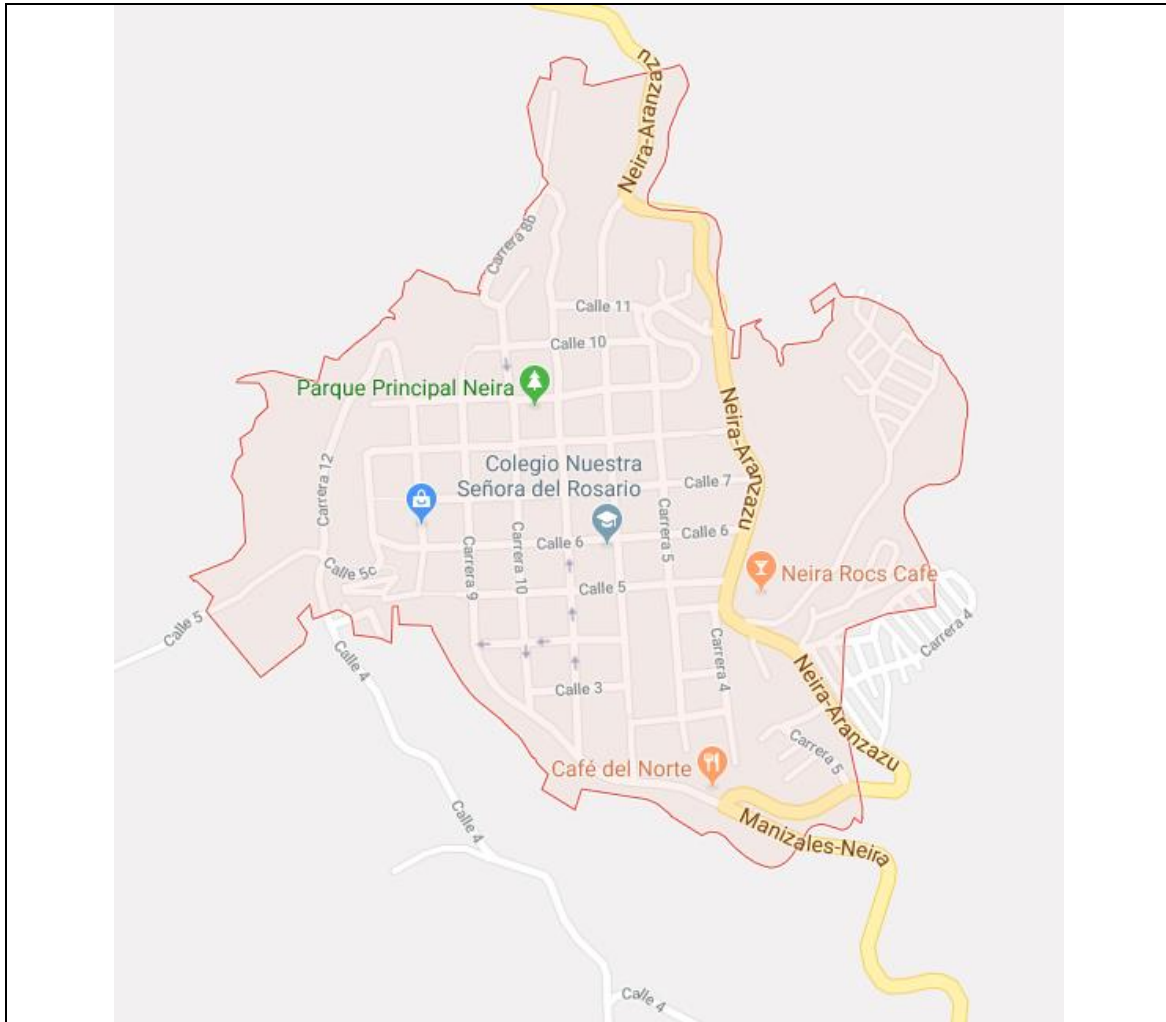 Neira-Aranzazu
Carrera 8b
Calle 11
Calle 10
Parque Principal Neira
Neira-Aranzazu
Carrera 12
Colegio Nuestra
Señora del Rosario
Calle 7
Carrera 5
Calle 6
Calle 6
Carrera 10
Carrera 9
Calle 5c
Neira Rocs Cafe
Calle 5
Calle 5
Carrera 4
Calle 4
Carrera 4
Calle 3
Neira-Aranzazu
Carrera 5
Café del Norte
Manizales-Neira
Calle 4
Calle 4